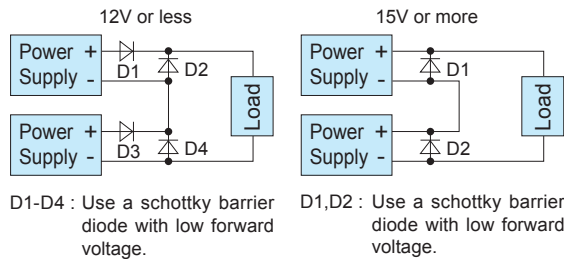 12V or less
Power +
Supply -
D1
D2
Load
Power +
Supply -
D3
D4
D1-D4 : Use a schottky barrier
diode with low forward
voltage.
15V or more
Power +
Supply -
D1
Load
Power +
Supply -
D2
D1,D2 : Use a schottky barrier
diode with low forward
voltage.